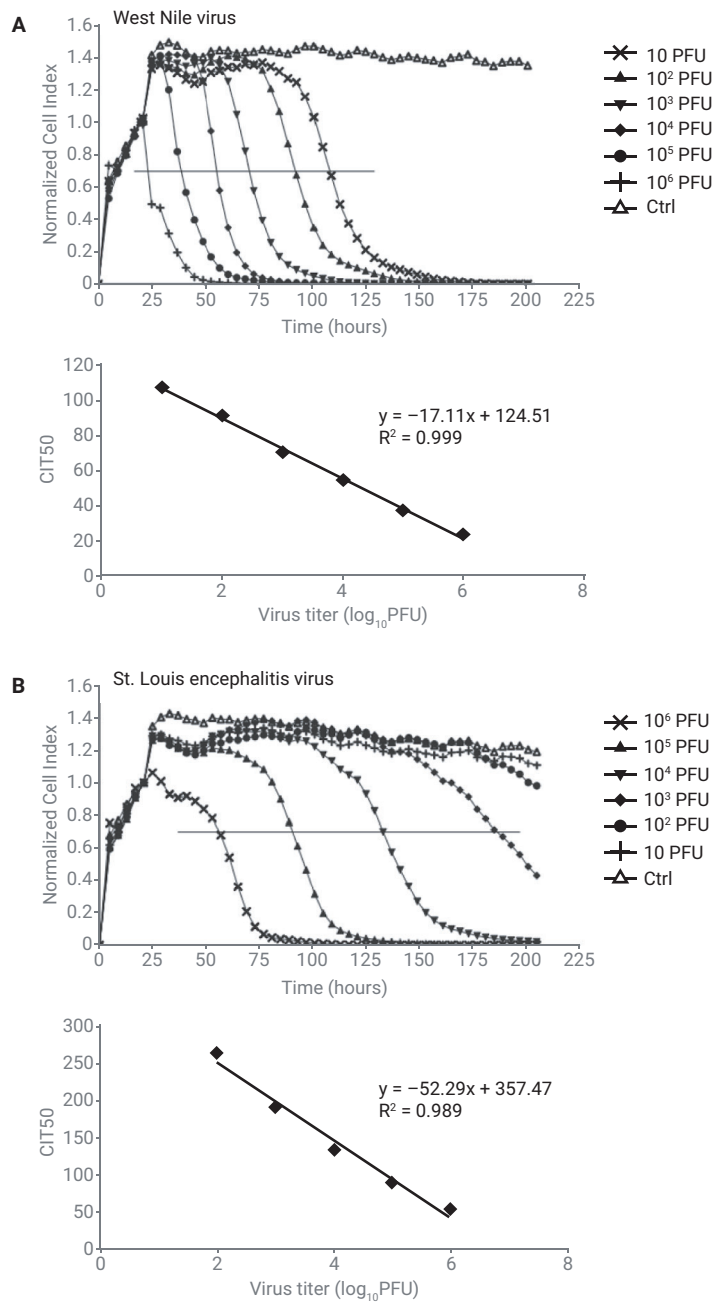 A
West Nile virus
1.6
1.4
1.2
1.0
0.8
0.6
0.4
0.2
0
Normalized Cell Index
0 25 50 75 100 125 150 175 200 225
Time (hours)
10 PFU
10² PFU
10³ PFU
10⁴ PFU
10⁵ PFU
10⁶ PFU
Ctrl
120
100
80
60
40
20
0
CIT50
y = −17.11x + 124.51
R² = 0.999
0 2 4 6 8
Virus titer (log₁₀PFU)
B
St. Louis encephalitis virus
1.6
1.4
1.2
1.0
0.8
0.6
0.4
0.2
0
Normalized Cell Index
0 25 50 75 100 125 150 175 200 225
Time (hours)
10⁶ PFU
10⁵ PFU
10⁴ PFU
10³ PFU
10² PFU
10 PFU
Ctrl
300
250
200
150
100
50
0
CIT50
y = −52.29x + 357.47
R² = 0.989
0 2 4 6 8
Virus titer (log₁₀PFU)